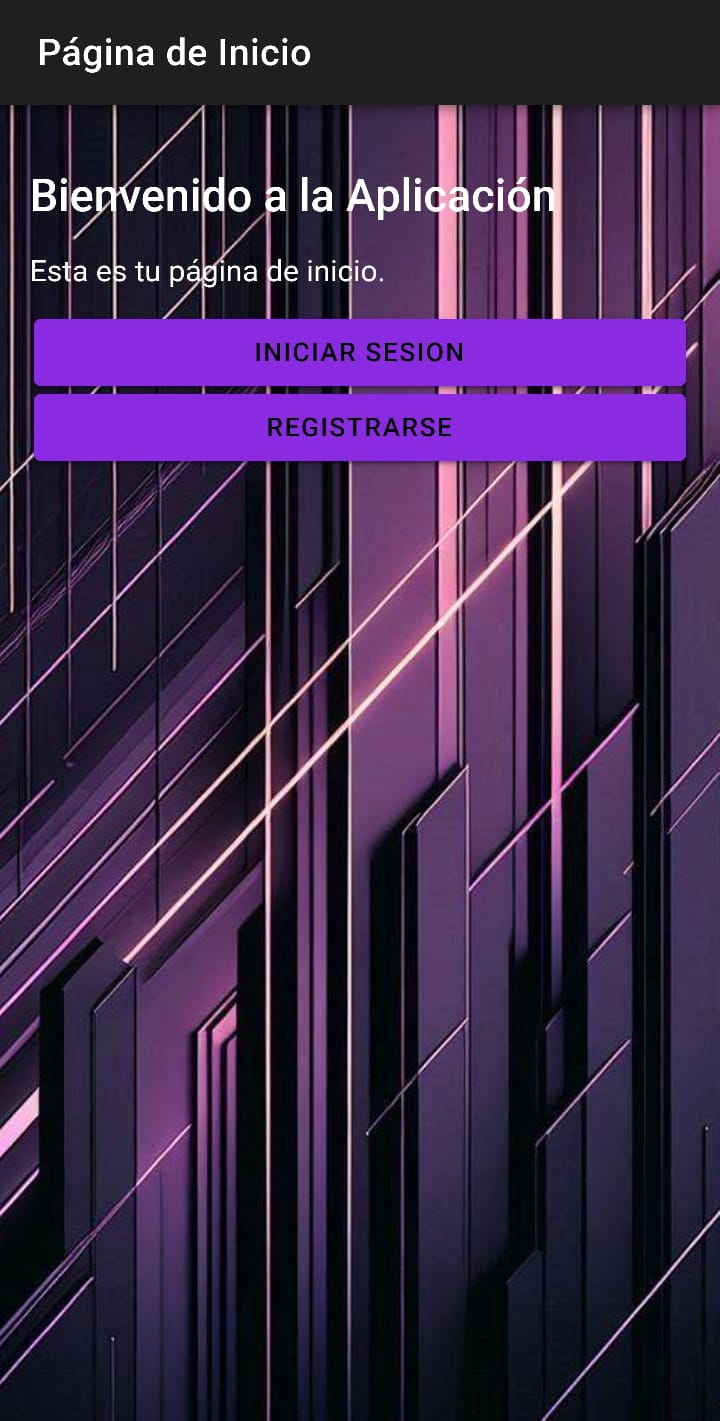 Página de Inicio
Bienvenido a la Aplicación
Esta es tu página de inicio.
INICIAR SESION
REGISTRARSE